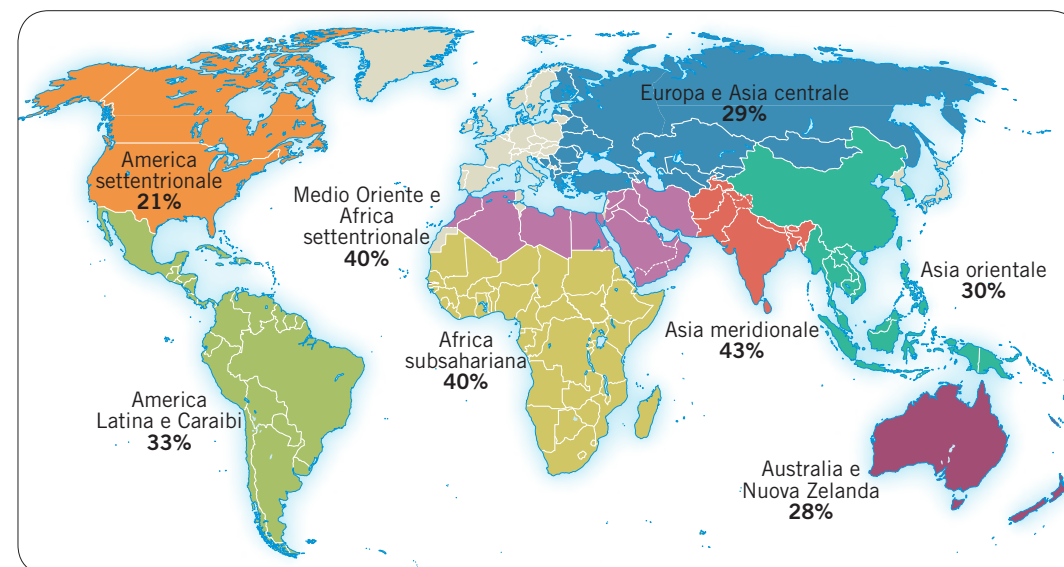 Europa e Asia centrale
29%
America
settentrionale
21%
Medio Oriente e
Africa
settentrionale
40%
Asia orientale
30%
Asia meridionale
43%
Africa
subsahariana
40%
America
Latina e Caraibi
33%
Australia e
Nuova Zelanda
28%